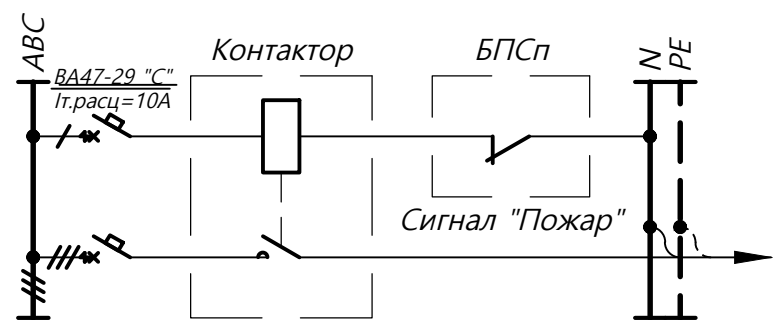 ABC
Контактор
БПСп
N
PE
ВА47-29 "С"
Iт.расц=10А
Сигнал "Пожар"